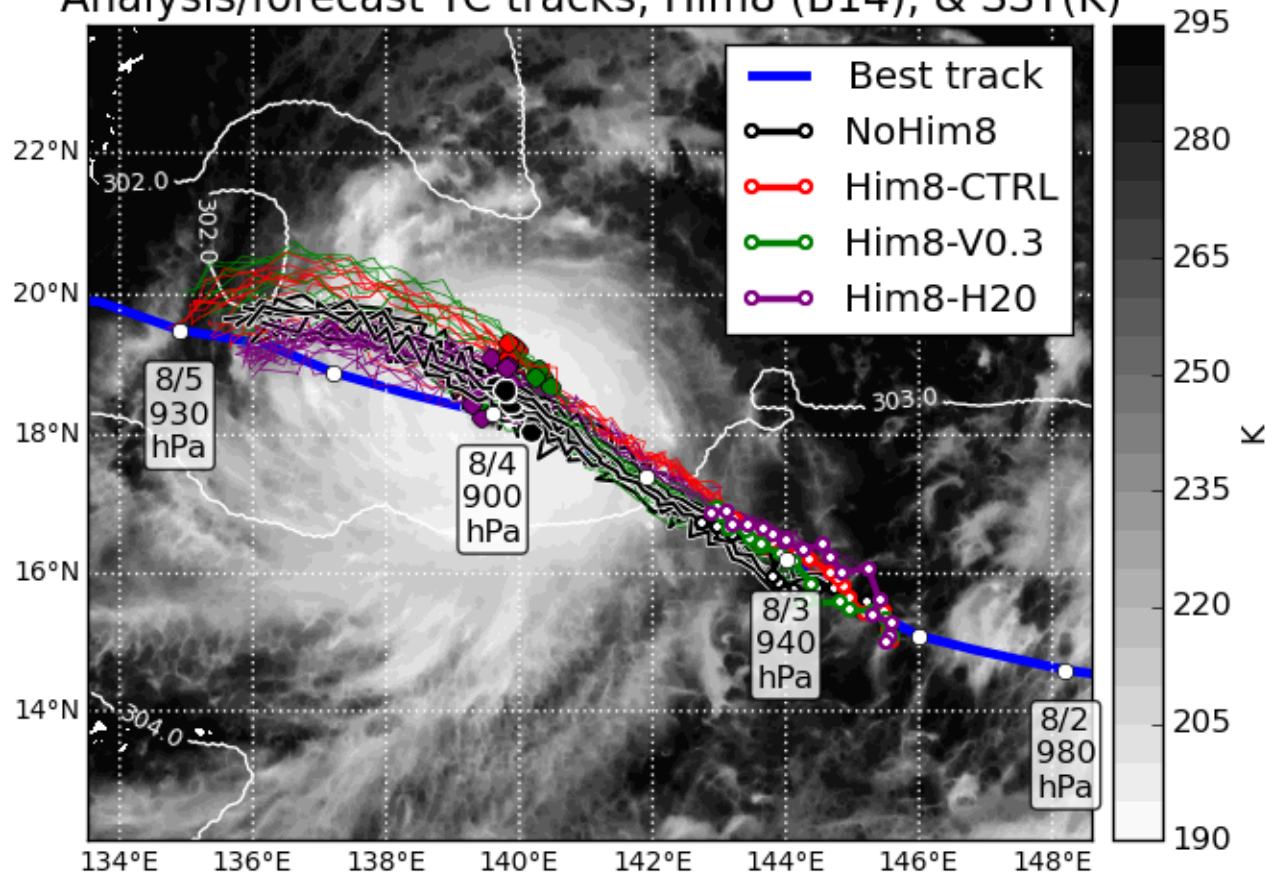 Analysis/forecast TC tracks, Him8 (B14), & SST(K)
Best track
NoHim8
Him8-CTRL
Him8-V0.3
Him8-H20
22°N
20°N
18°N
16°N
14°N
302.0
302.0
303.0
304.0
8/5
930
hPa
8/4
900
hPa
8/3
940
hPa
8/2
980
hPa
134°E 136°E 138°E 140°E 142°E 144°E 146°E 148°E
295
280
265
250
235
220
205
190
K